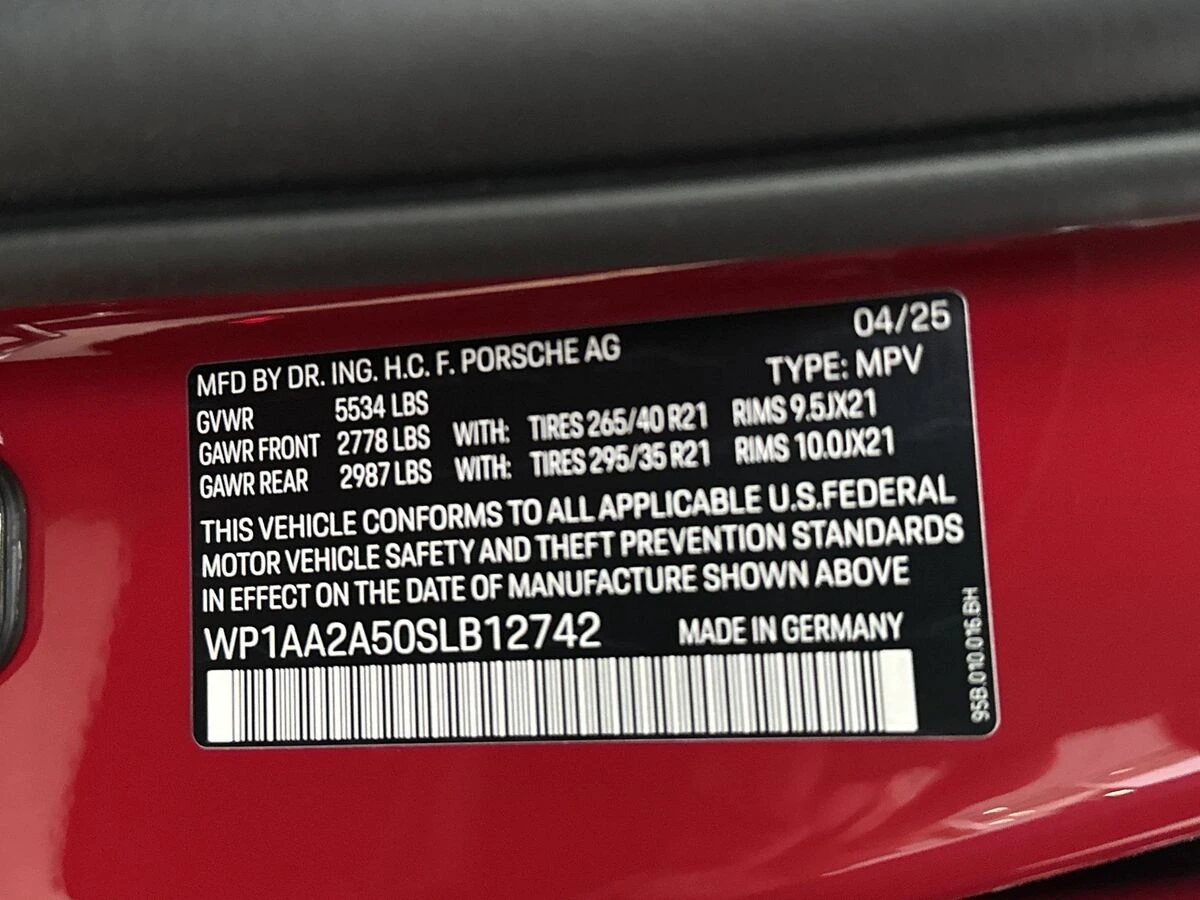 04/25
MFD BY DR. ING. H.C. F. PORSCHE AG TYPE: MPV
GVWR 5534 LBS
GAWR FRONT 2778 LBS WITH: TIRES 265/40 R21 RIMS 9.5JX21
GAWR REAR 2987 LBS WITH: TIRES 295/35 R21 RIMS 10.0JX21
THIS VEHICLE CONFORMS TO ALL APPLICABLE U.S.FEDERAL
MOTOR VEHICLE SAFETY AND THEFT PREVENTION STANDARDS
IN EFFECT ON THE DATE OF MANUFACTURE SHOWN ABOVE
WP1AA2A50SLB12742 MADE IN GERMANY
95B.010.016.BH